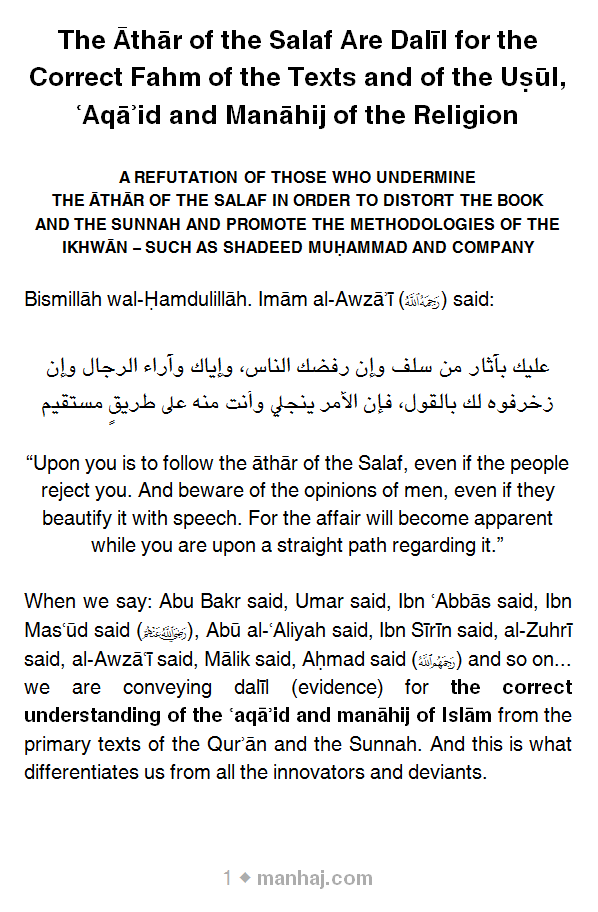 The Āthār of the Salaf Are Dalīl for the
Correct Fahm of the Texts and of the Uṣūl,
ʿAqāʾid and Manāhij of the Religion
A REFUTATION OF THOSE WHO UNDERMINE
THE ĀTHĀR OF THE SALAF IN ORDER TO DISTORT THE BOOK
AND THE SUNNAH AND PROMOTE THE METHODOLOGIES OF THE
IKHWĀN – SUCH AS SHADEED MUḤAMMAD AND COMPANY
Bismillāh wal-Ḥamdulillāh. Imām al-Awzāʾī (رحمه الله) said:
عليك بآثار من سلف وإن رفضك الناس، وإياك وآراء الرجال وإن
زخرفوه لك بالقول، فإن الأمر ينجلي وأنت منه على طريقٍ مستقيم
“Upon you is to follow the āthār of the Salaf, even if the people
reject you. And beware of the opinions of men, even if they
beautify it with speech. For the affair will become apparent
while you are upon a straight path regarding it.”
When we say: Abu Bakr said, Umar said, Ibn ʿAbbās said, Ibn
Masʿūd said (رضي الله عنهم), Abū al-ʿAliyah said, Ibn Sīrīn said, al-Zuhrī
said, al-Awzāʿī said, Mālik said, Aḥmad said (رحمهم الله) and so on...
we are conveying dalīl (evidence) for the correct
understanding of the ʿaqāʾid and manāhij of Islām from the
primary texts of the Qurʾān and the Sunnah. And this is what
differentiates us from all the innovators and deviants.
1 ◆ manhaj.com